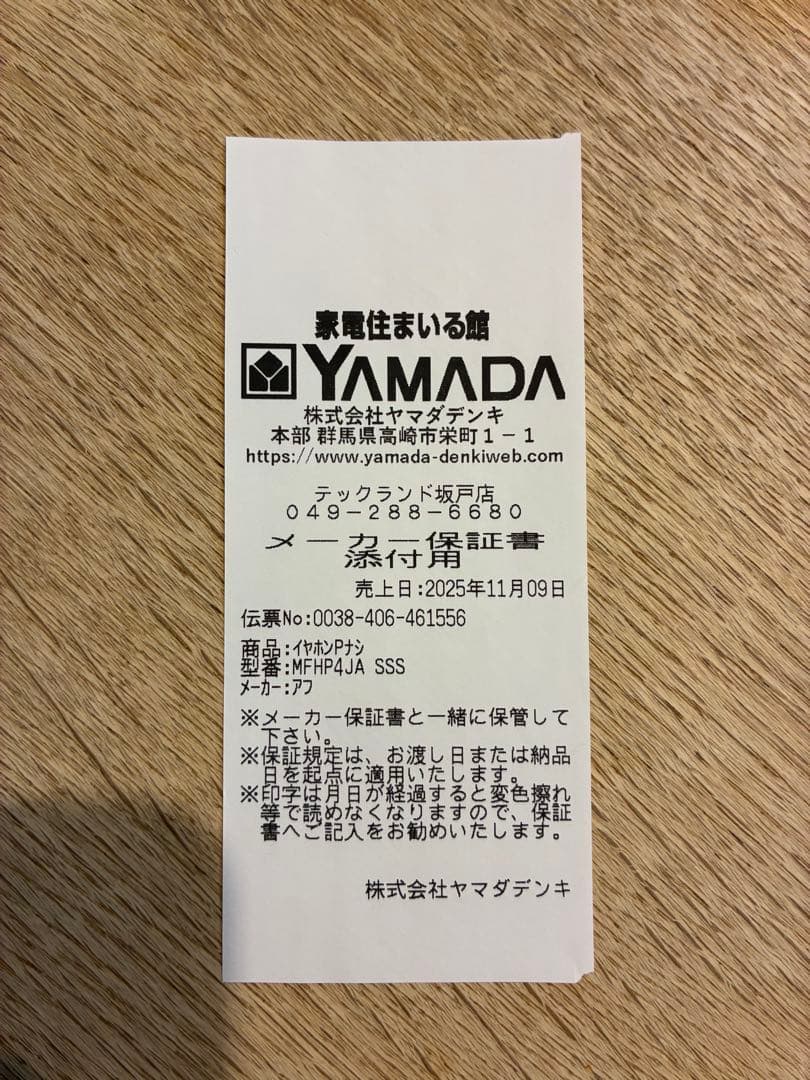 家電住まいる館
YAMADA
株式会社ヤマダデンキ
本部 群馬県高崎市栄町1-1
https://www.yamada-denkiweb.com
テックランド坂戸店
049-288-6680
メーカー保証書
添付用
売上日:2025年11月09日
伝票No:0038-406-461556
商品:イヤホンPナシ
型番:MFHP4JA SSS
メーカー:アフ
※メーカー保証書と一緒に保管して
下さい。
※保証規定は、お渡し日または納品
日を起点に適用いたします。
※印字は月日が経過すると変色擦れ
等で読めなくなりますので、保証
書へご記入をお勧めいたします。
株式会社ヤマダデンキ